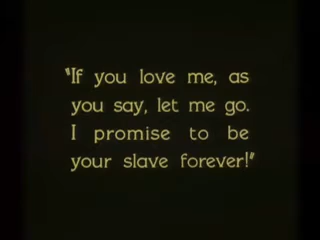 "If you love me, as
you say, let me go.
I promise to be
your slave forever!"